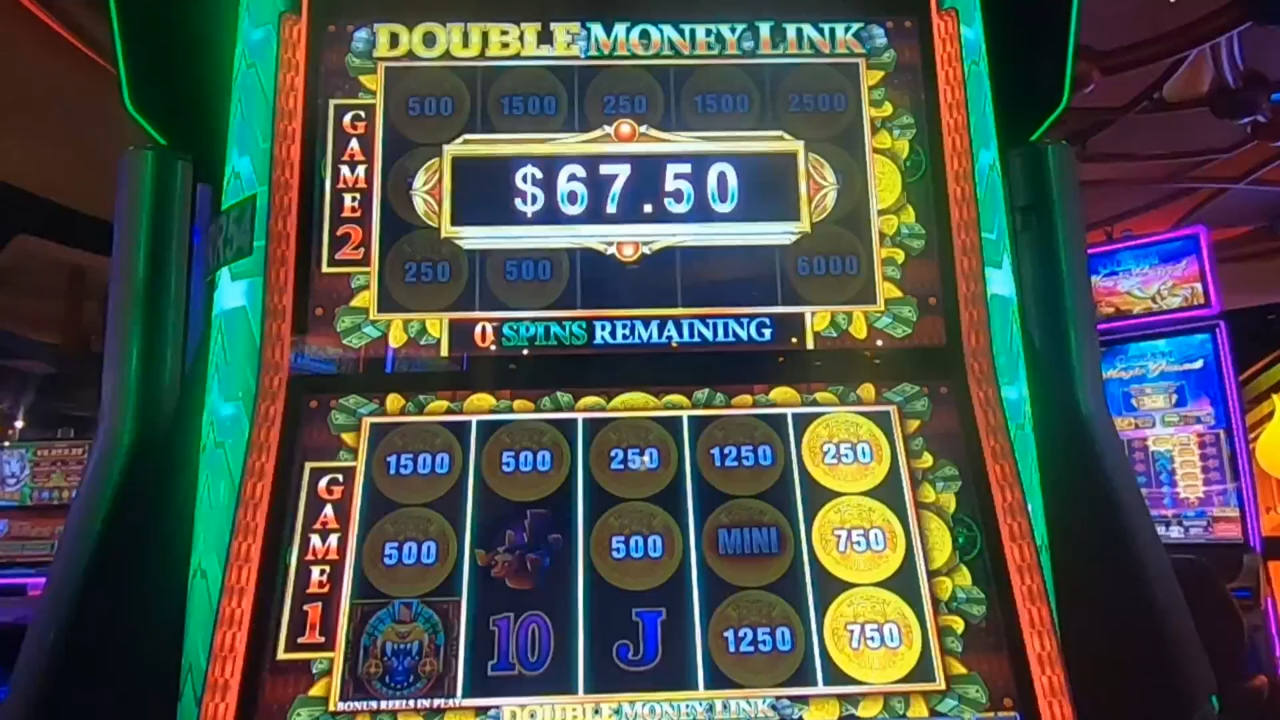 DOUBLE MONEY LINK
GAME 2
500 1500 250 1500 2500
$67.50
250 500 6000
0 SPINS REMAINING
GAME 1
1500 500 250 1250 250
500 500 MINI 750
10 J 1250 750
BONUS REELS IN PLAY
DOUBLE MONEY LINK